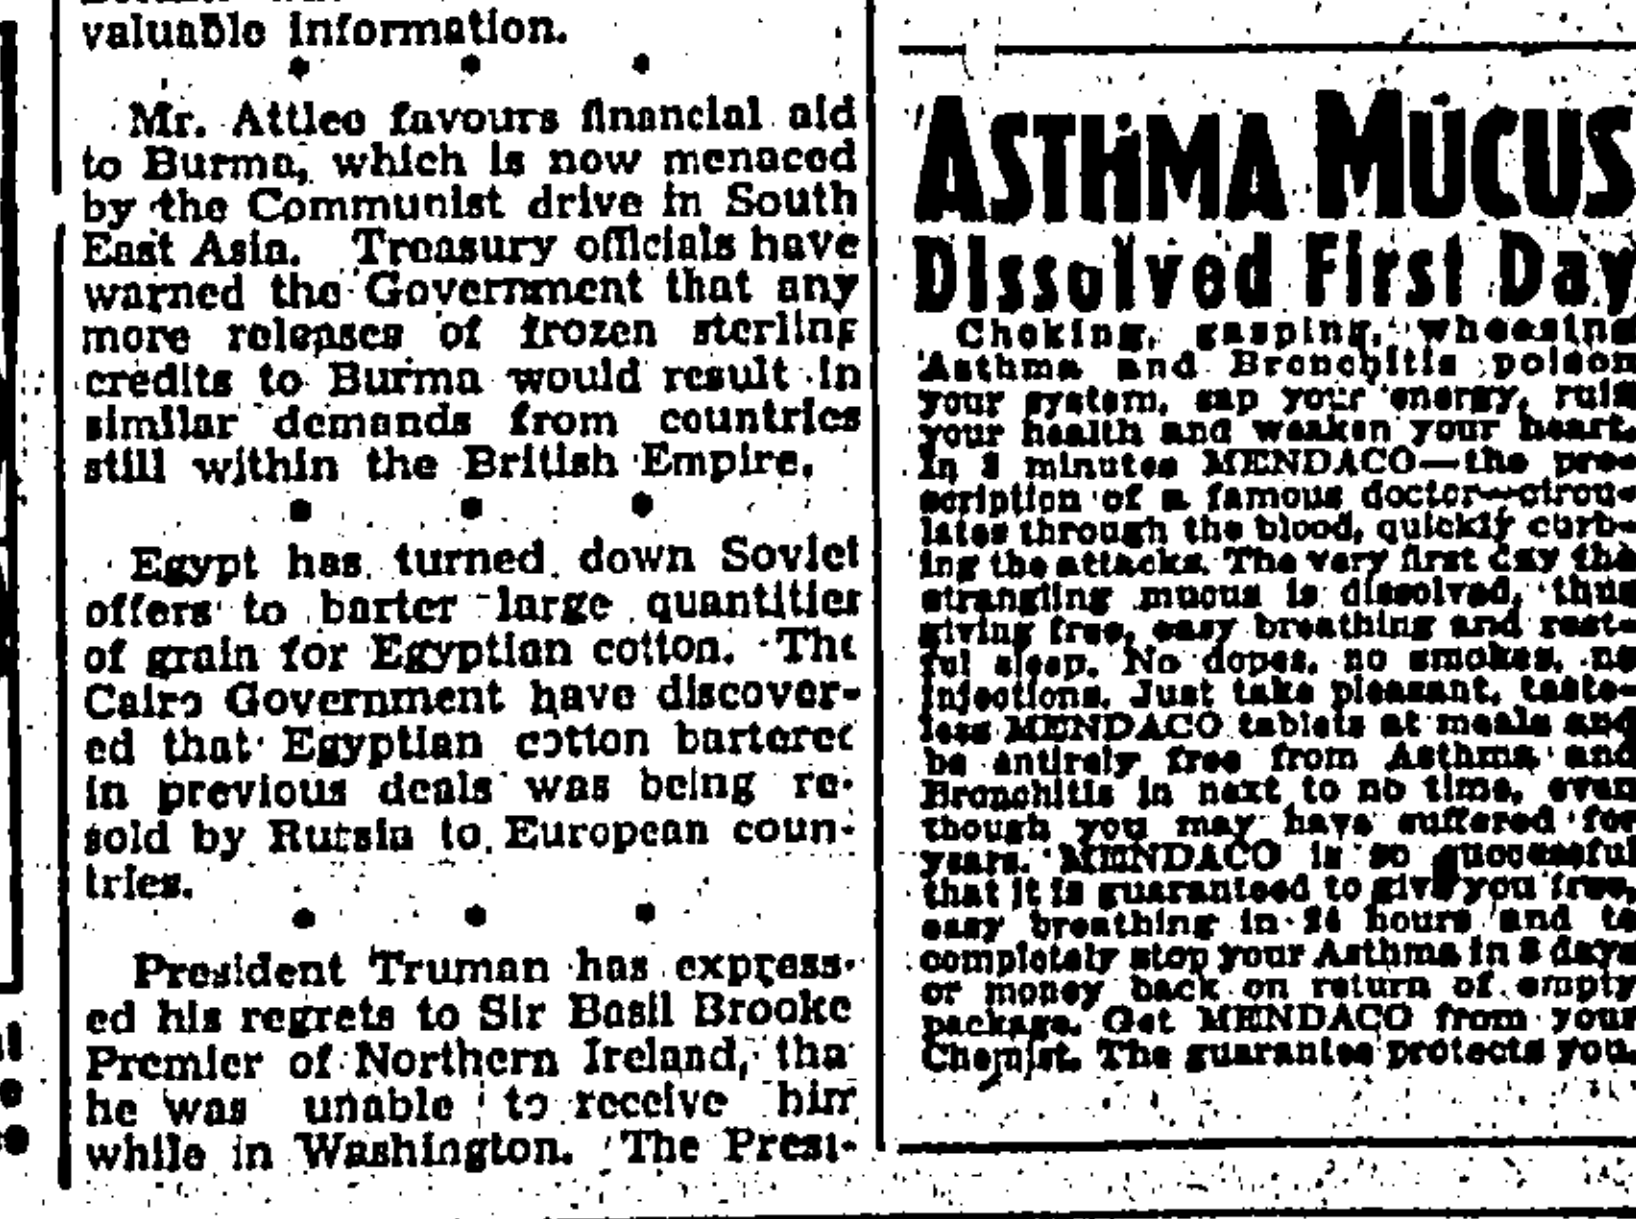 valuable information.
Mr. Attlee favours financial aid
to Burma, which is now menaced
by the Communist drive in South
East Asia. Treasury officials have
warned the Government that any
more releases of frozen sterling
credits to Burma would result in
similar demands from countries
still within the British Empire.
Egypt has turned down Soviet
offers to barter large quantities
of grain for Egyptian cotton. The
Cairo Government have discover-
ed that Egyptian cotton bartered
in previous deals was being re-
sold by Russia to European coun-
tries.
President Truman has express-
ed his regrets to Sir Basil Brooke
Premier of Northern Ireland, tha
he was unable to receive him
while in Washington. The Presi-
ASTHMA MUCUS
Dissolved First Day
Choking, gasping, wheezing
Asthma and Bronchitis poison
your system, sap your energy, ruin
your health and weaken your heart.
In 3 minutes MENDACO—the pre-
scription of a famous doctor—circu-
lates through the blood, quickly curb-
ing the attacks. The very first day the
strangling mucus is dissolved, thus
giving free, easy breathing and rest-
ful sleep. No dopes, no smokes, no
injections. Just take pleasant, taste-
less MENDACO tablets at meals and
be entirely free from Asthma and
Bronchitis in next to no time, even
though you may have suffered for
years. MENDACO is so successful
that it is guaranteed to give you free,
easy breathing in 24 hours and to
completely stop your Asthma in 8 days
or money back on return of empty
package. Get MENDACO from your
Chemist. The guarantee protects you.